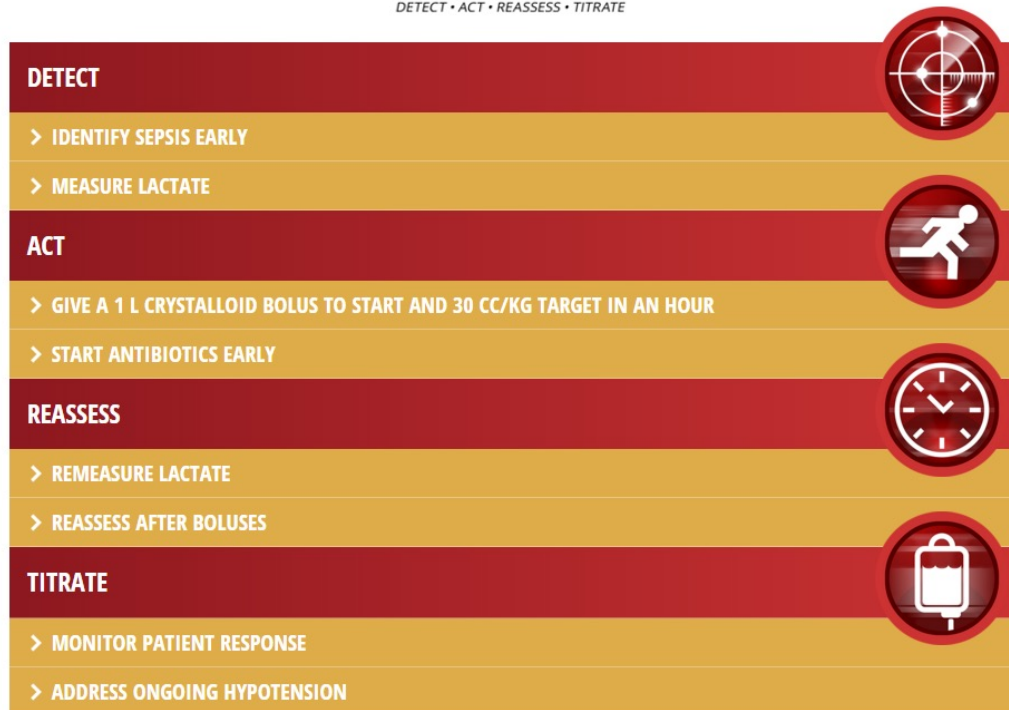 DETECT • ACT • REASSESS • TITRATE
DETECT
> IDENTIFY SEPSIS EARLY
> MEASURE LACTATE
ACT
> GIVE A 1 L CRYSTALLOID BOLUS TO START AND 30 CC/KG TARGET IN AN HOUR
> START ANTIBIOTICS EARLY
REASSESS
> REMEASURE LACTATE
> REASSESS AFTER BOLUSES
TITRATE
> MONITOR PATIENT RESPONSE
> ADDRESS ONGOING HYPOTENSION